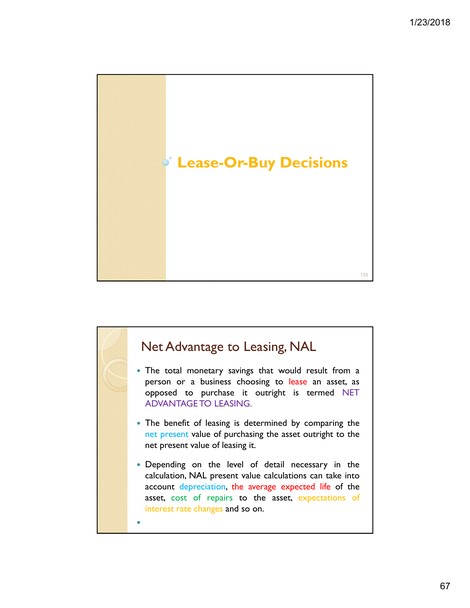 1/23/2018
Lease-Or-Buy Decisions
133
Net Advantage to Leasing, NAL
• The total monetary savings that would result from a
person or a business choosing to lease an asset, as
opposed to purchase it outright is termed NET
ADVANTAGE TO LEASING.
• The benefit of leasing is determined by comparing the
net present value of purchasing the asset outright to the
net present value of leasing it.
• Depending on the level of detail necessary in the
calculation, NAL present value calculations can take into
account depreciation, the average expected life of the
asset, cost of repairs to the asset, expectations of
interest rate changes and so on.
•
67